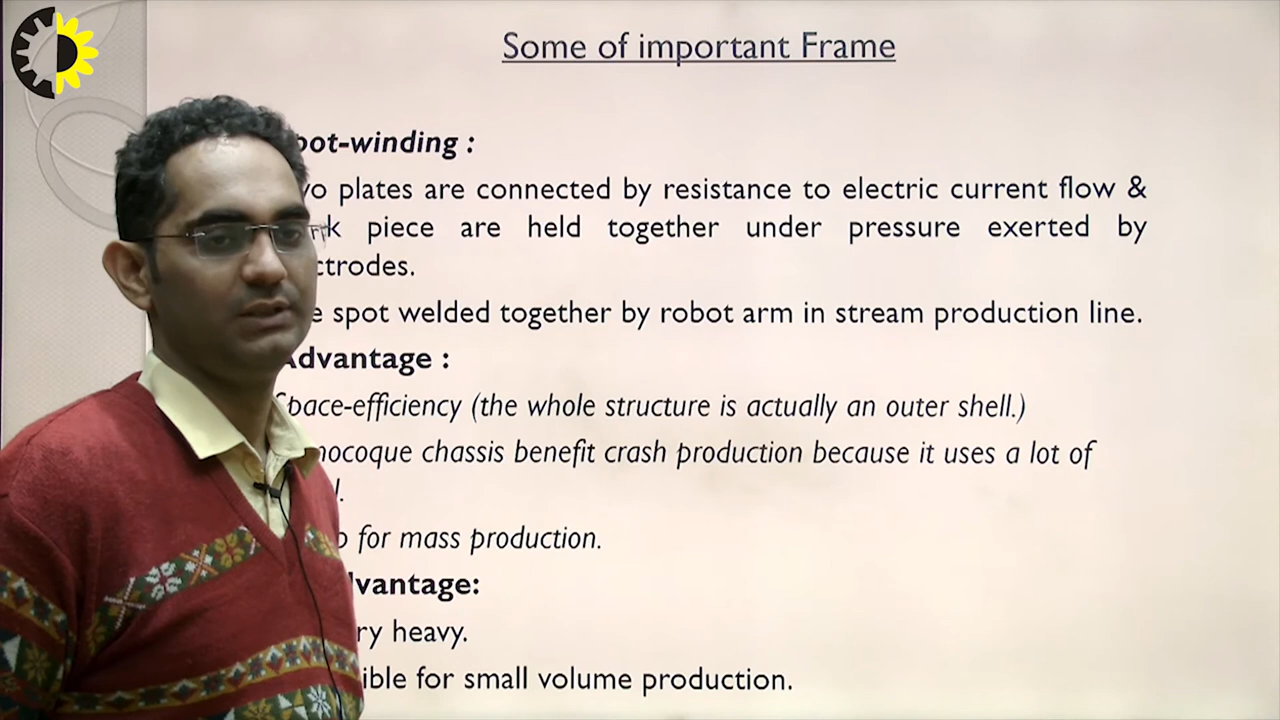 Some of important Frame
pot-winding :
o plates are connected by resistance to electric current flow &
k piece are held together under pressure exerted by
ctrodes.
e spot welded together by robot arm in stream production line.
Advantage :
Space-efficiency (the whole structure is actually an outer shell.)
nocoque chassis benefit crash production because it uses a lot of
l.
o for mass production.
dvantage:
ry heavy.
ible for small volume production.